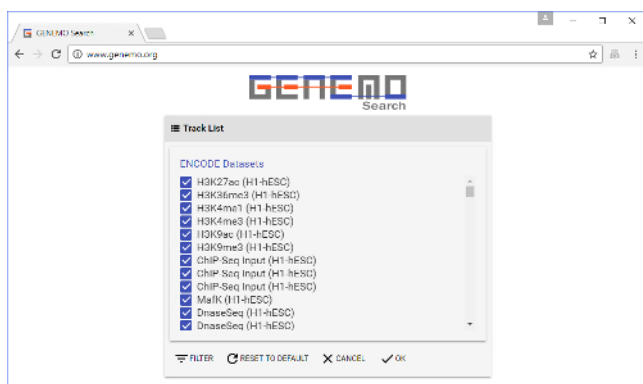 GENEMO Search
www.genemo.org
GENEMO
Search
Track List
ENCODE Datasets
H3K27ac (H1-hESC)
H3K36me3 (H1-hESC)
H3K4me1 (H1-hESC)
H3K4me3 (H1-hESC)
H3K9ac (H1-hESC)
H3K9me3 (H1-hESC)
ChIP-Seq Input (H1-hESC)
ChIP-Seq Input (H1-hESC)
ChIP-Seq Input (H1-hESC)
MafK (H1-hESC)
DnaseSeq (H1-hESC)
DnaseSeq (H1-hESC)
FILTER RESET TO DEFAULT CANCEL OK